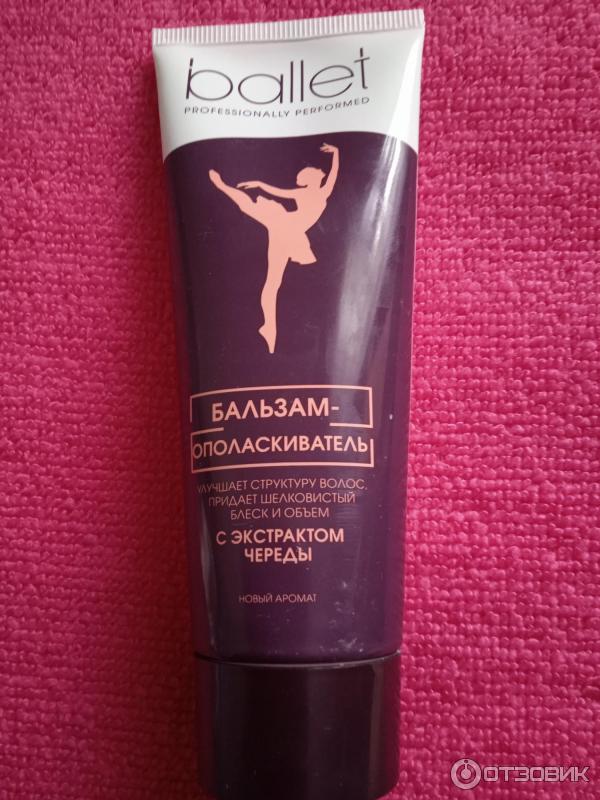 ballet
PROFESSIONALLY PERFORMED
БАЛЬЗАМ-
ОПОЛАСКИВАТЕЛЬ
УЛУЧШАЕТ СТРУКТУРУ ВОЛОС,
ПРИДАЕТ ШЕЛКОВИСТЫЙ
БЛЕСК И ОБЪЕМ
С ЭКСТРАКТОМ
ЧЕРЕДЫ
НОВЫЙ АРОМАТ
ОТЗОВИК